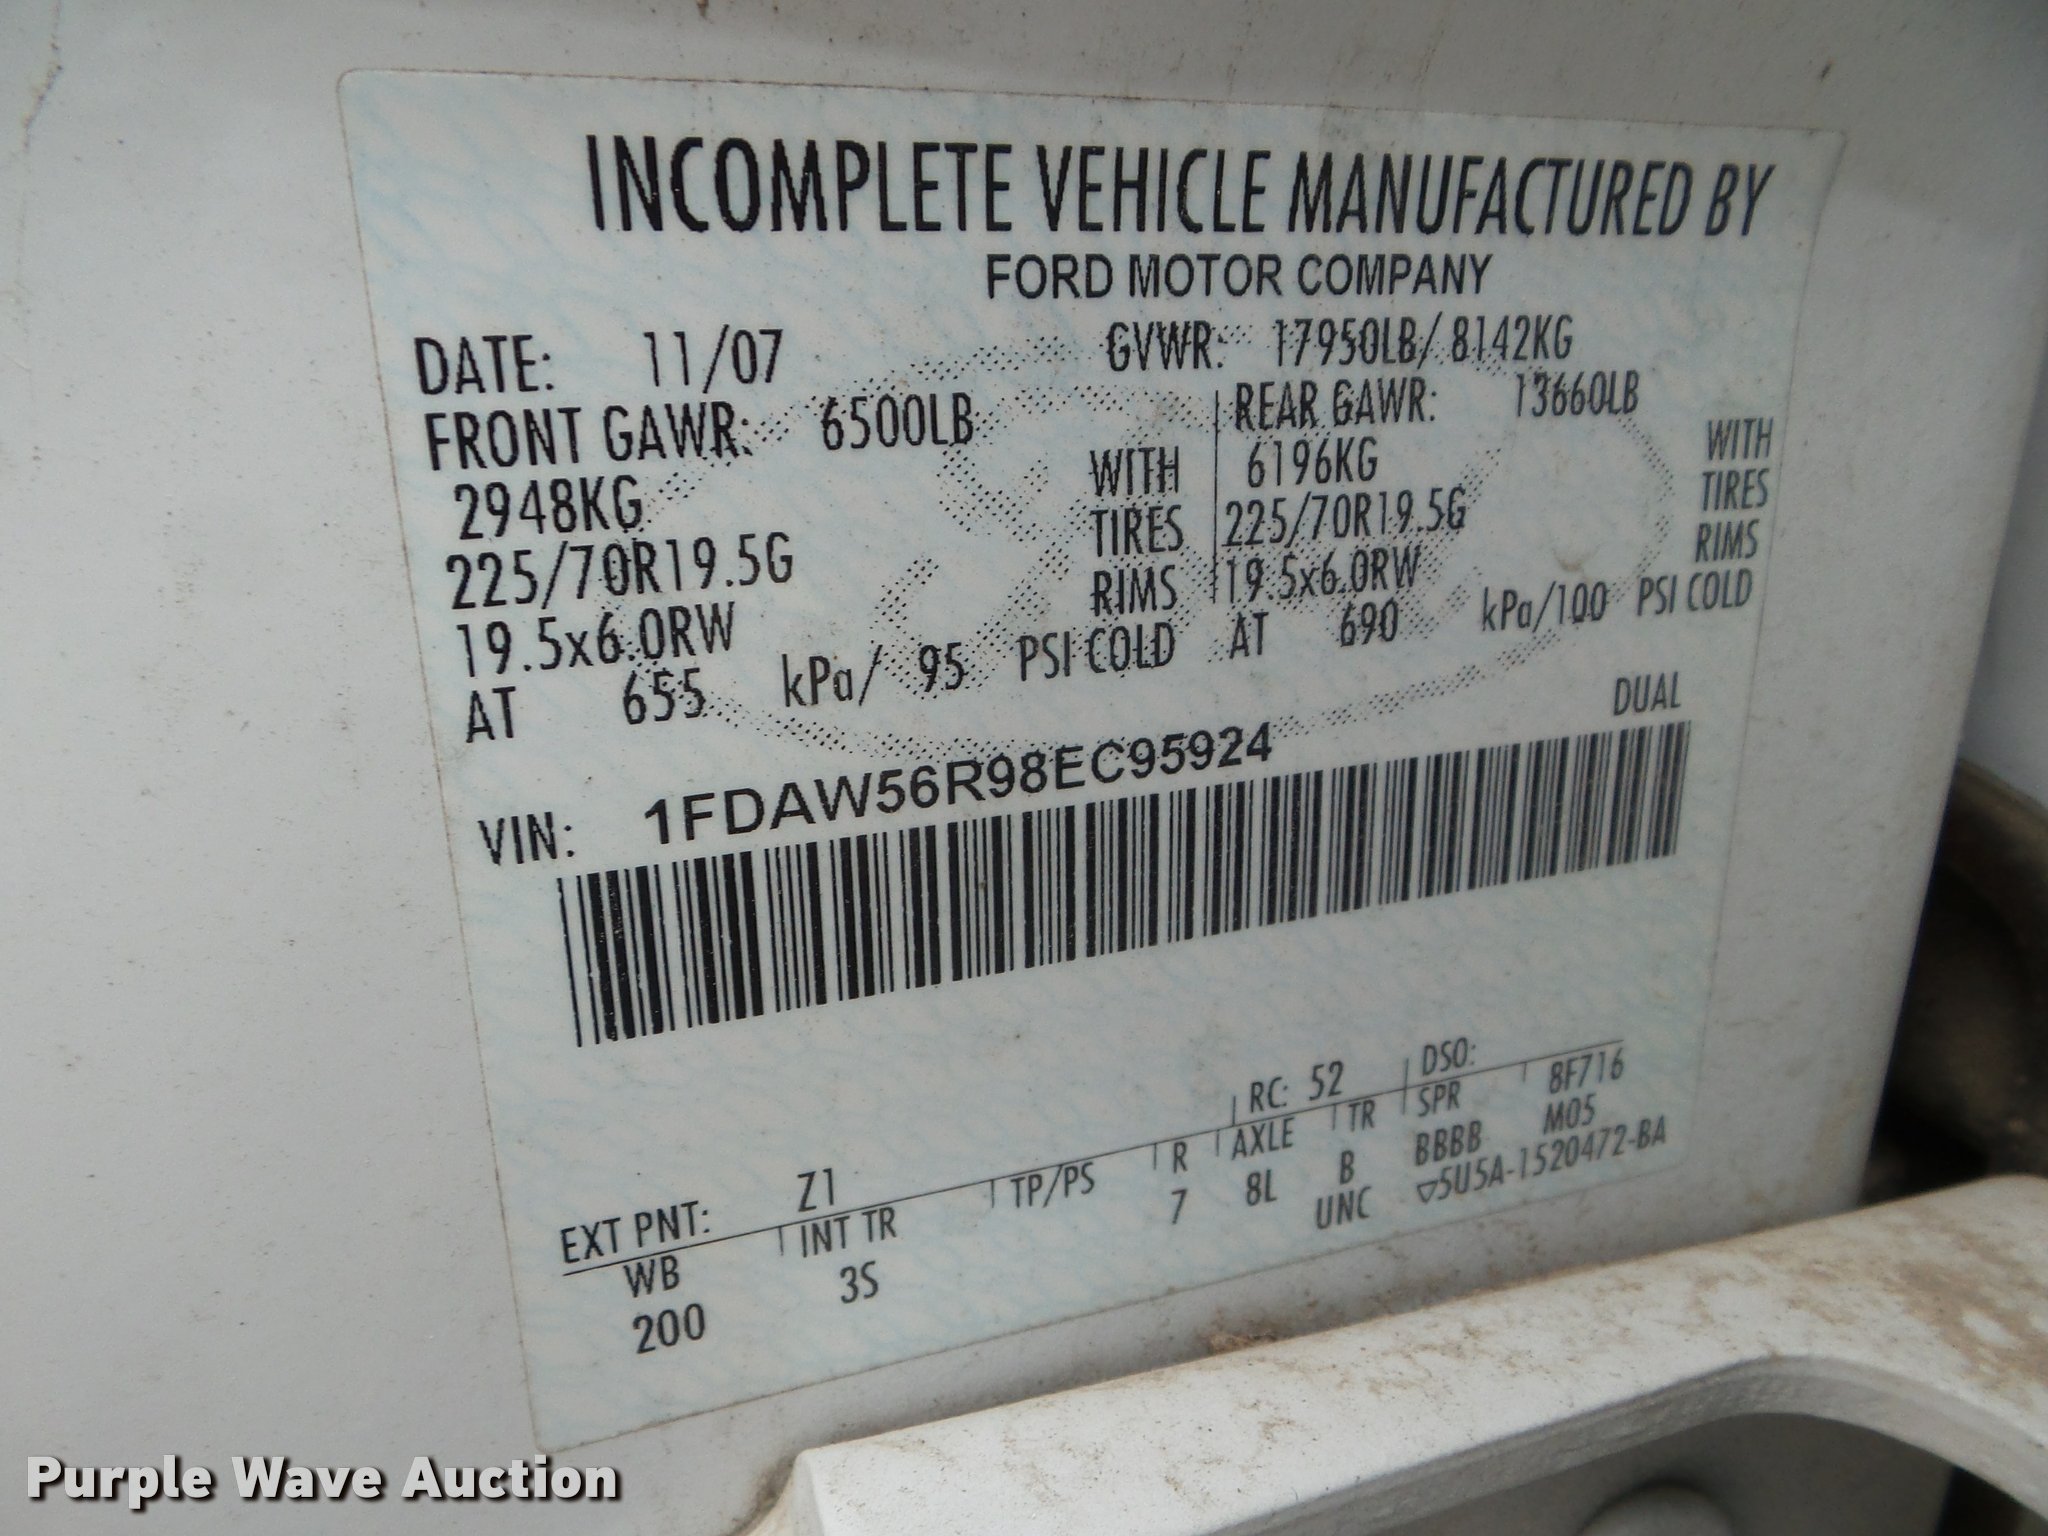 INCOMPLETE VEHICLE MANUFACTURED BY
FORD MOTOR COMPANY
DATE: 11/07 GVWR: 17950LB/ 8142KG
FRONT GAWR: 6500LB REAR GAWR: 13660LB
2948KG WITH 6196KG WITH
225/70R19.5G TIRES 225/70R19.5G TIRES
19.5x6.0RW RIMS 19.5x6.0RW RIMS
AT 655 kPa/ 95 PSI COLD AT 690 kPa/100 PSI COLD
DUAL
VIN: 1FDAW56R98EC95924
EXT PNT: Z1 RC: 52 DSO:
WB INT TR TP/PS R AXLE TR SPR 8F716
200 3S 7 8L B BBBB M05
UNC ▽5U5A-1520472-BA
Purple Wave Auction